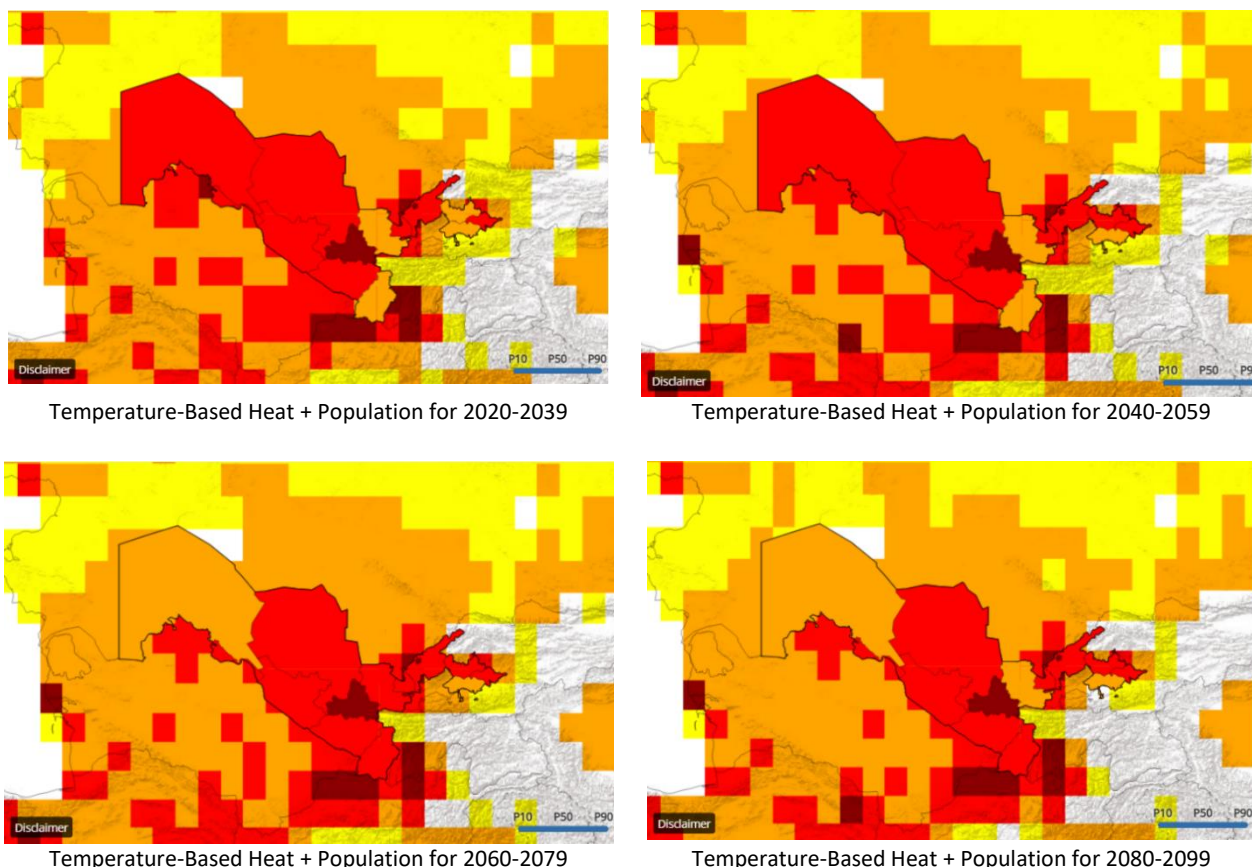 P10 P50 P90
Disclaimer
Temperature-Based Heat + Population for 2020-2039
P10 P50 P9
Disclaimer
Temperature-Based Heat + Population for 2040-2059
P10 P50 P90
Disclaimer
Temperature-Based Heat + Population for 2060-2079
P10 P50 P90
Disclaimer
Temperature-Based Heat + Population for 2080-2099